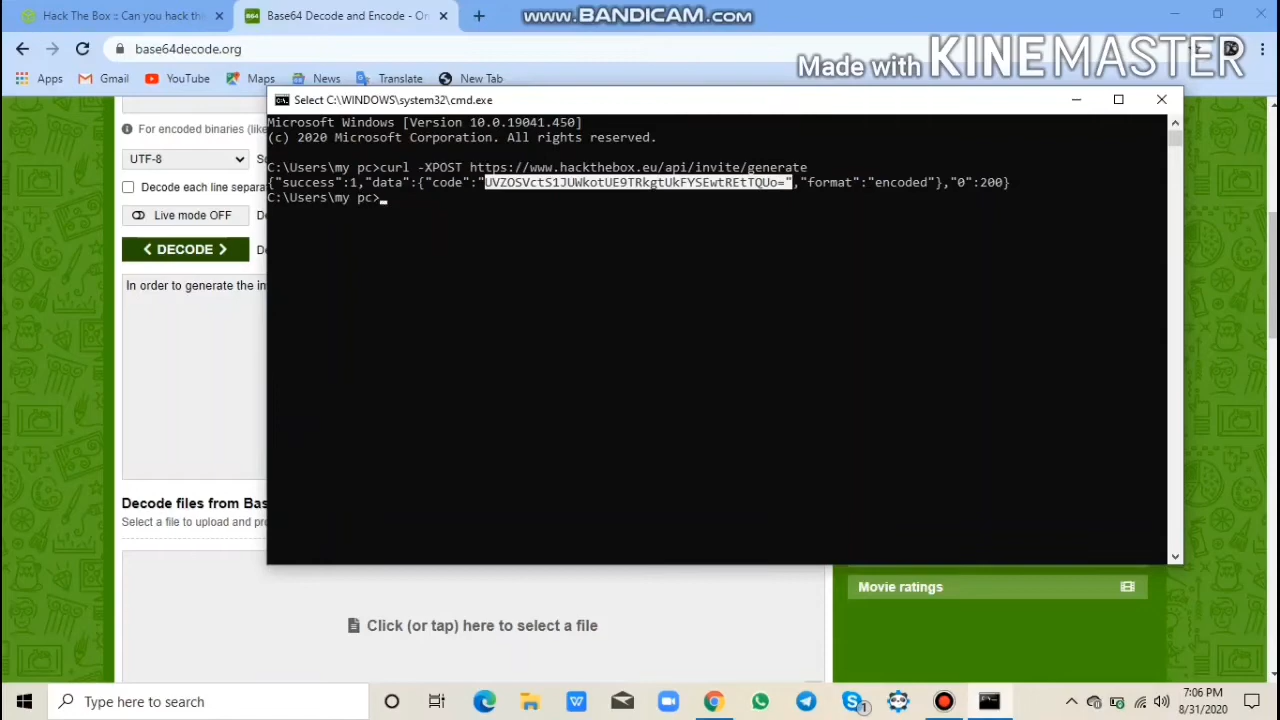 Hack The Box :: Can you hack th
Base64 Decode and Encode - On
www.BANDICAM.com
base64decode.org
Made with KINEMASTER
Apps
Gmail
YouTube
Maps
News
Translate
New Tab
Select C:\WINDOWS\system32\cmd.exe
Microsoft Windows [Version 10.0.19041.450]
(c) 2020 Microsoft Corporation. All rights reserved.
C:\Users\my pc>curl -XPOST https://www.hackthebox.eu/api/invite/generate
{"success":1,"data":{"code":"UVZOSVctS1JUWkotUE9TRkgtUkFYSEwtREtTQUo=","format":"encoded"},"0":200}
C:\Users\my pc>
For encoded binaries (like
UTF-8
Decode each line separat
Live mode OFF
< DECODE >
In order to generate the in
Decode files from Bas
Select a file to upload and pro
Click (or tap) here to select a file
Movie ratings
Type here to search
1
7:06 PM
8/31/2020